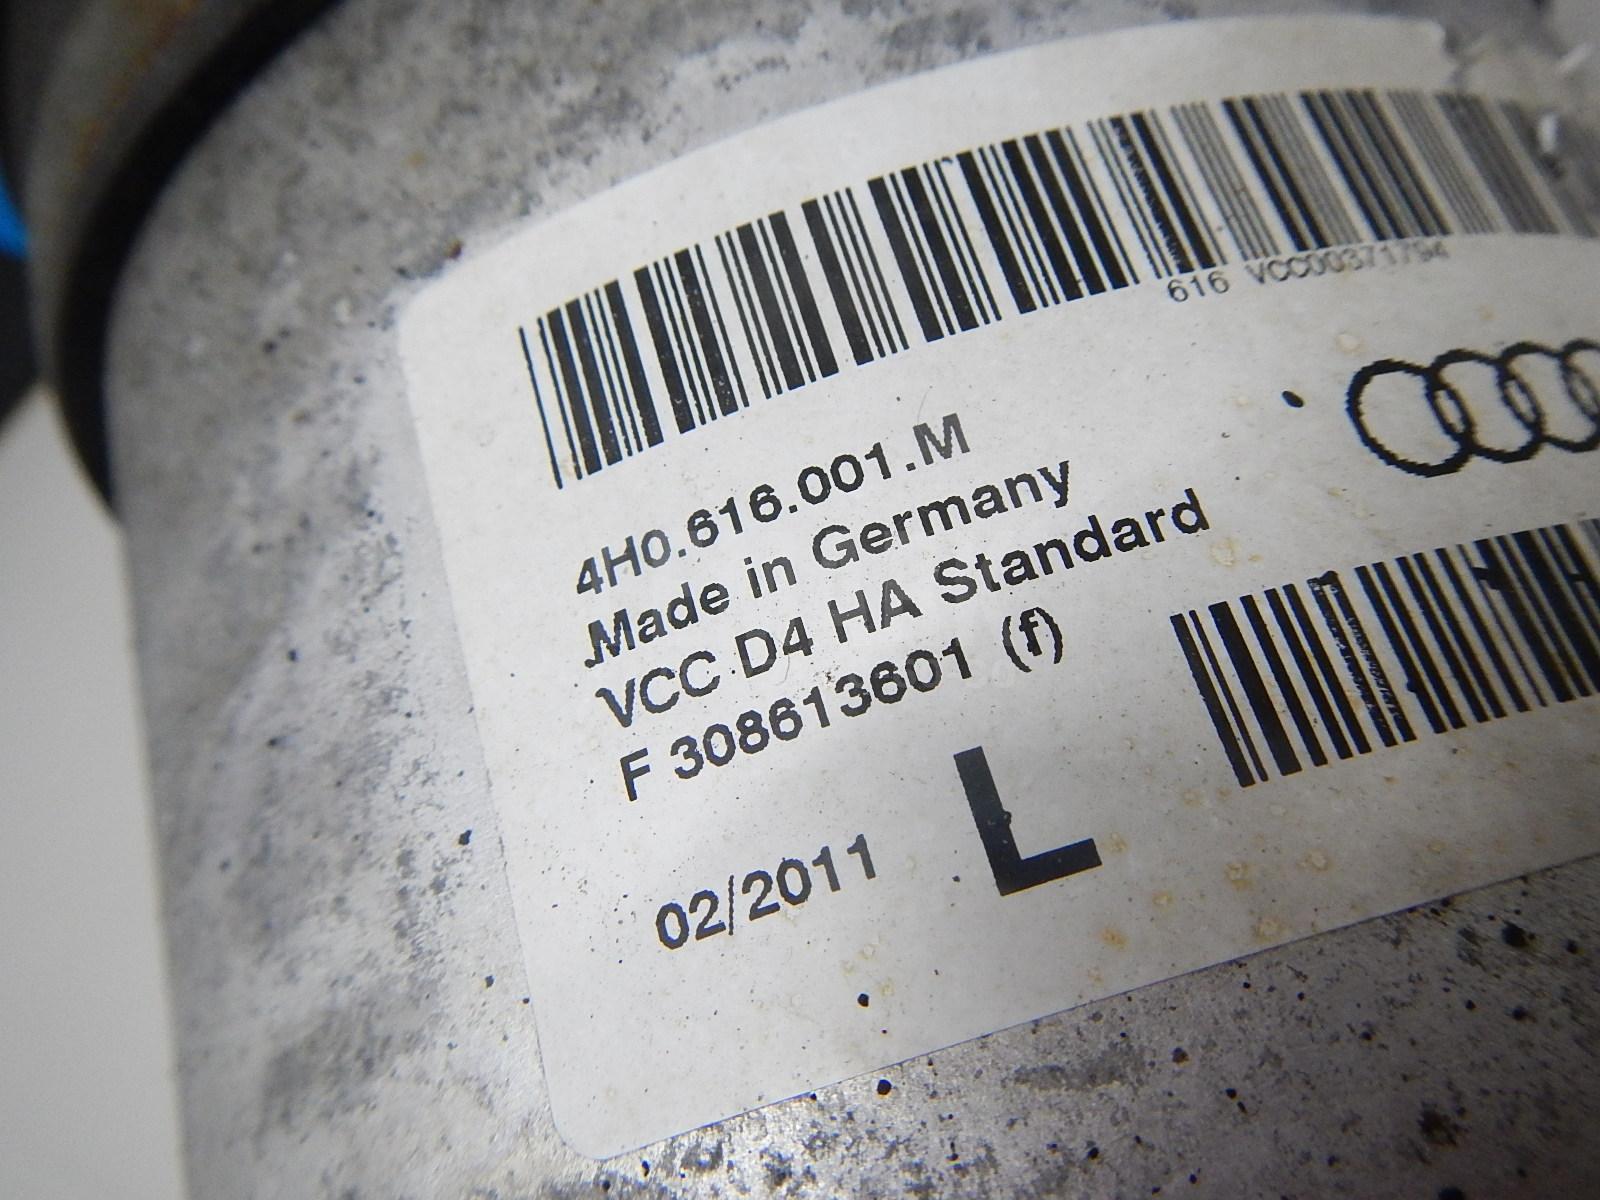 616 VCC00371794
4H0.616.001.M
Made in Germany
VCC D4 HA Standard
F 308613601 (f)
02/2011 L